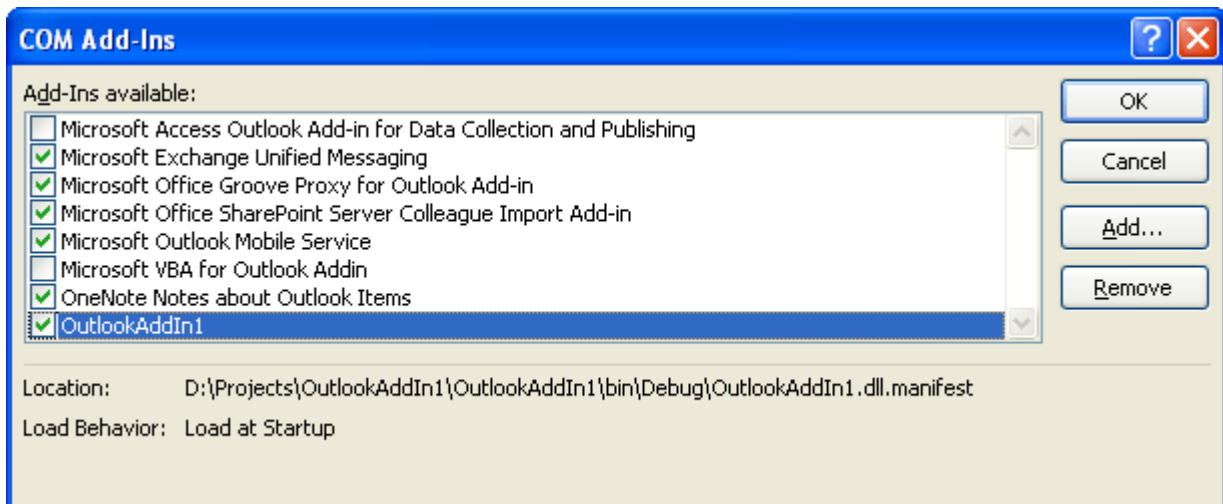 COM Add-Ins
Add-Ins available:
OK
Microsoft Access Outlook Add-in for Data Collection and Publishing
Microsoft Exchange Unified Messaging
Cancel
Microsoft Office Groove Proxy for Outlook Add-in
Microsoft Office SharePoint Server Colleague Import Add-in
Add...
Microsoft Outlook Mobile Service
Microsoft VBA for Outlook Addin
Remove
OneNote Notes about Outlook Items
OutlookAddIn1
Location: D:\Projects\OutlookAddIn1\OutlookAddIn1\bin\Debug\OutlookAddIn1.dll.manifest
Load Behavior: Load at Startup